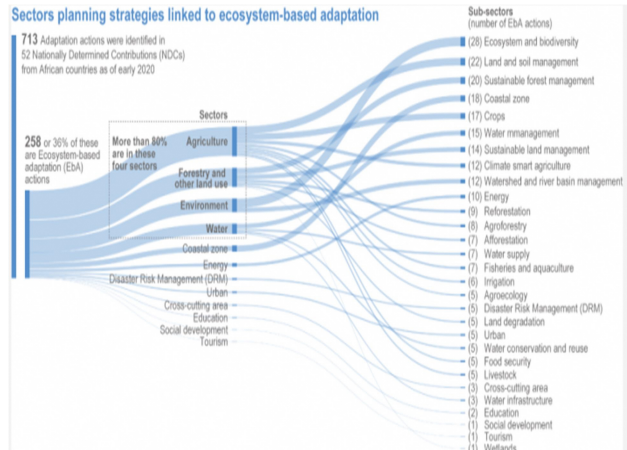 Sectors planning strategies linked to ecosystem-based adaptation
713 Adaptation actions were identified in
52 Nationally Determined Contributions (NDCs)
from African countries as of early 2020
258 or 36% of these
are Ecosystem-based
adaptation (EbA)
actions
More than 80%
are in these
four sectors
Sectors
Agriculture
Forestry and
other land use
Environment
Water
Coastal zone
Energy
Disaster Risk Management (DRM)
Urban
Cross-cutting area
Education
Social development
Tourism
Sub-sectors
(number of EbA actions)
(28) Ecosystem and biodiversity
(22) Land and soil management
(20) Sustainable forest management
(18) Coastal zone
(17) Crops
(15) Water mmanagement
(14) Sustainable land management
(12) Climate smart agriculture
(12) Watershed and river basin management
(10) Energy
(9) Reforestation
(8) Agroforestry
(7) Afforestation
(7) Water supply
(7) Fisheries and aquaculture
(6) Irrigation
(5) Agroecology
(5) Disaster Risk Management (DRM)
(5) Land degradation
(5) Urban
(5) Water conservation and reuse
(5) Food security
(5) Livestock
(3) Cross-cutting area
(3) Water infrastructure
(2) Education
(1) Social development
(1) Tourism
(1) Wetlands